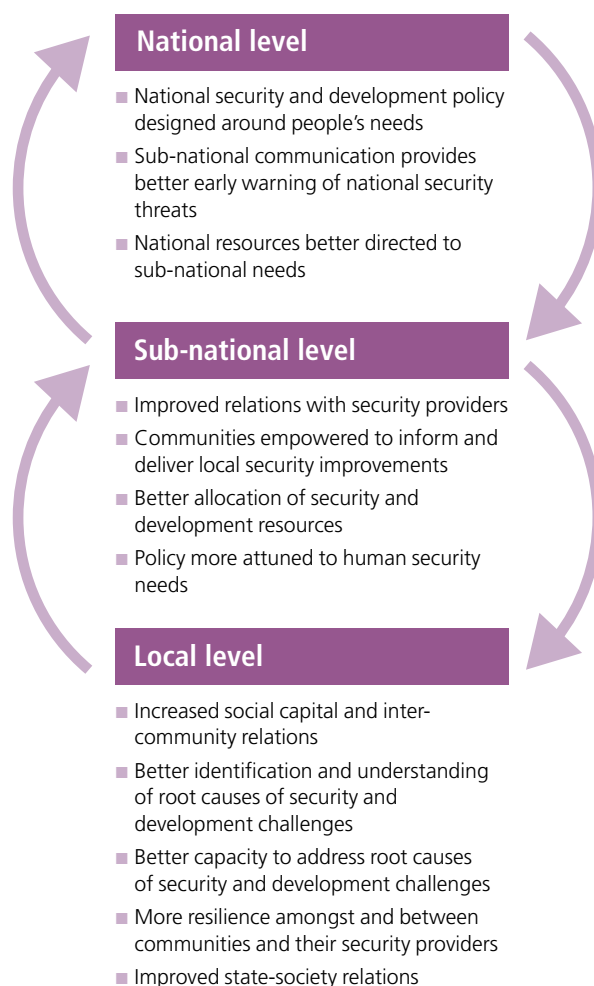 National level
■ National security and development policy
designed around people’s needs
■ Sub-national communication provides
better early warning of national security
threats
■ National resources better directed to
sub-national needs
Sub-national level
■ Improved relations with security providers
■ Communities empowered to inform and
deliver local security improvements
■ Better allocation of security and
development resources
■ Policy more attuned to human security
needs
Local level
■ Increased social capital and inter-
community relations
■ Better identification and understanding
of root causes of security and
development challenges
■ Better capacity to address root causes
of security and development challenges
■ More resilience amongst and between
communities and their security providers
■ Improved state-society relations